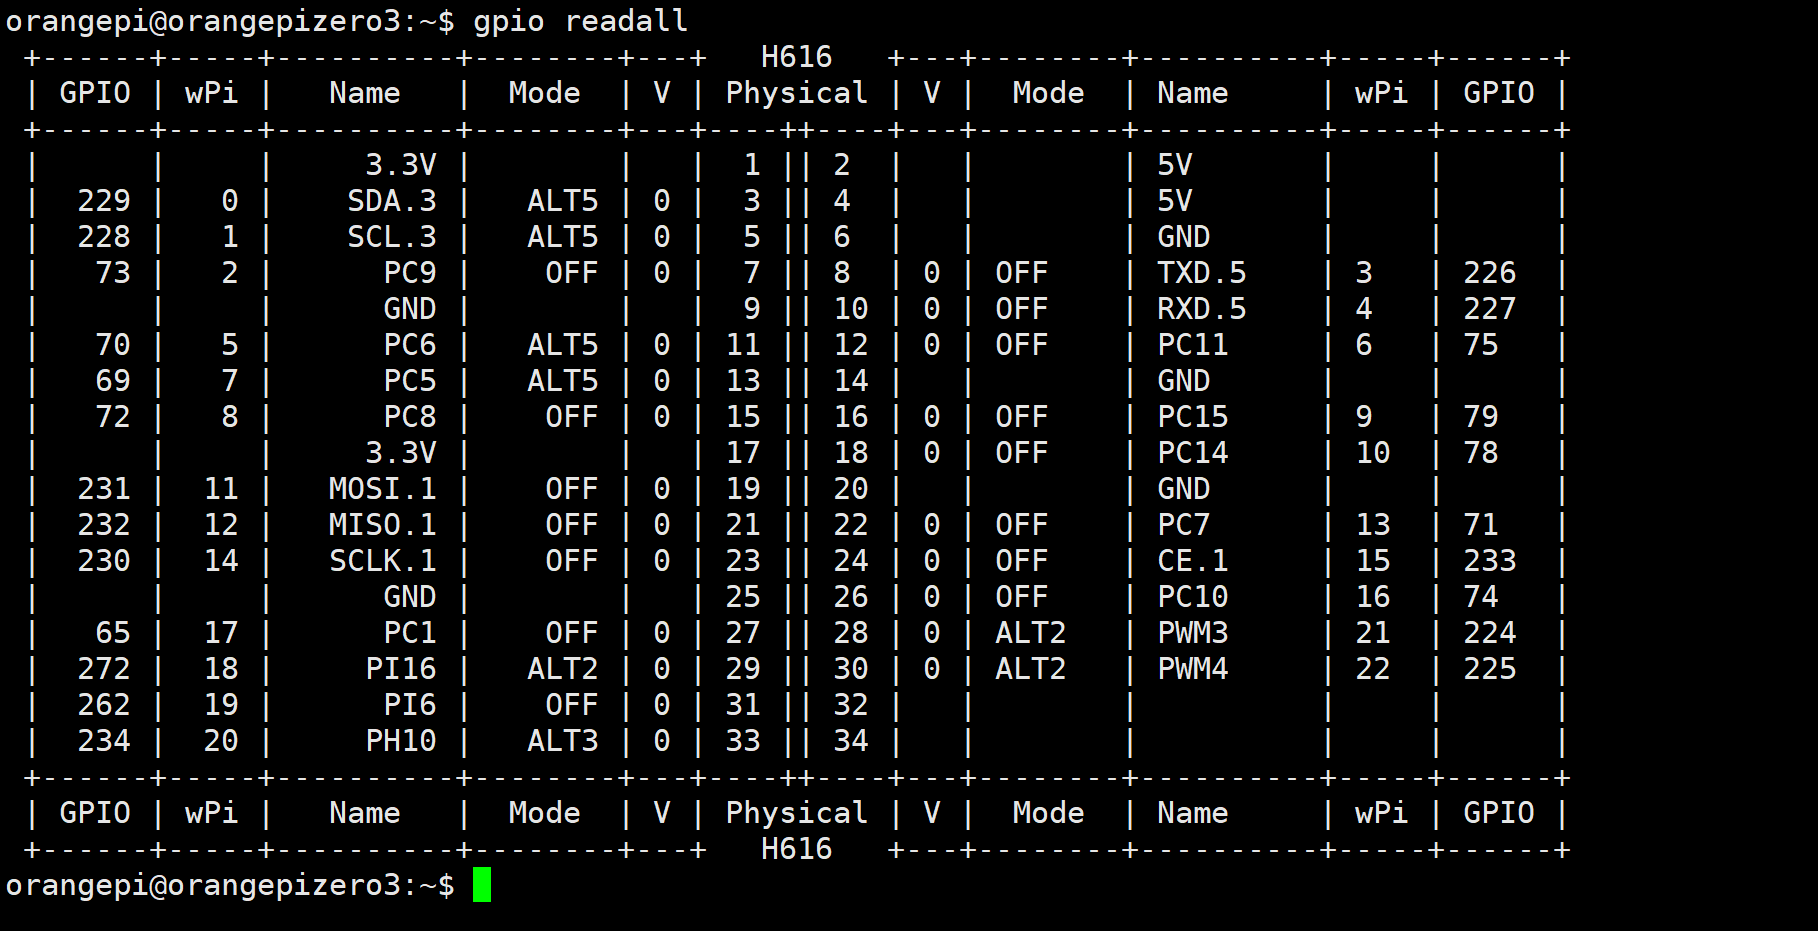 orangepi@orangepizero3:~$ gpio readall
 +------+-----+----------+--------+---+   H616   +---+--------+----------+-----+------+
 | GPIO | wPi |   Name   |  Mode  | V | Physical | V |  Mode  | Name     | wPi | GPIO |
 +------+-----+----------+--------+---+----++----+---+--------+----------+-----+------+
 |      |     |     3.3V |        |   |  1 || 2  |   |        | 5V       |     |      |
 |  229 |   0 |    SDA.3 |   ALT5 | 0 |  3 || 4  |   |        | 5V       |     |      |
 |  228 |   1 |    SCL.3 |   ALT5 | 0 |  5 || 6  |   |        | GND      |     |      |
 |   73 |   2 |      PC9 |    OFF | 0 |  7 || 8  | 0 | OFF    | TXD.5    | 3   | 226  |
 |      |     |      GND |        |   |  9 || 10 | 0 | OFF    | RXD.5    | 4   | 227  |
 |   70 |   5 |      PC6 |   ALT5 | 0 | 11 || 12 | 0 | OFF    | PC11     | 6   | 75   |
 |   69 |   7 |      PC5 |   ALT5 | 0 | 13 || 14 |   |        | GND      |     |      |
 |   72 |   8 |      PC8 |    OFF | 0 | 15 || 16 | 0 | OFF    | PC15     | 9   | 79   |
 |      |     |     3.3V |        |   | 17 || 18 | 0 | OFF    | PC14     | 10  | 78   |
 |  231 |  11 |   MOSI.1 |    OFF | 0 | 19 || 20 |   |        | GND      |     |      |
 |  232 |  12 |   MISO.1 |    OFF | 0 | 21 || 22 | 0 | OFF    | PC7      | 13  | 71   |
 |  230 |  14 |   SCLK.1 |    OFF | 0 | 23 || 24 | 0 | OFF    | CE.1     | 15  | 233  |
 |      |     |      GND |        |   | 25 || 26 | 0 | OFF    | PC10     | 16  | 74   |
 |   65 |  17 |      PC1 |    OFF | 0 | 27 || 28 | 0 | ALT2   | PWM3     | 21  | 224  |
 |  272 |  18 |     PI16 |   ALT2 | 0 | 29 || 30 | 0 | ALT2   | PWM4     | 22  | 225  |
 |  262 |  19 |      PI6 |    OFF | 0 | 31 || 32 |   |        |          |     |      |
 |  234 |  20 |     PH10 |   ALT3 | 0 | 33 || 34 |   |        |          |     |      |
 +------+-----+----------+--------+---+----++----+---+--------+----------+-----+------+
 | GPIO | wPi |   Name   |  Mode  | V | Physical | V |  Mode  | Name     | wPi | GPIO |
 +------+-----+----------+--------+---+   H616   +---+--------+----------+-----+------+
orangepi@orangepizero3:~$